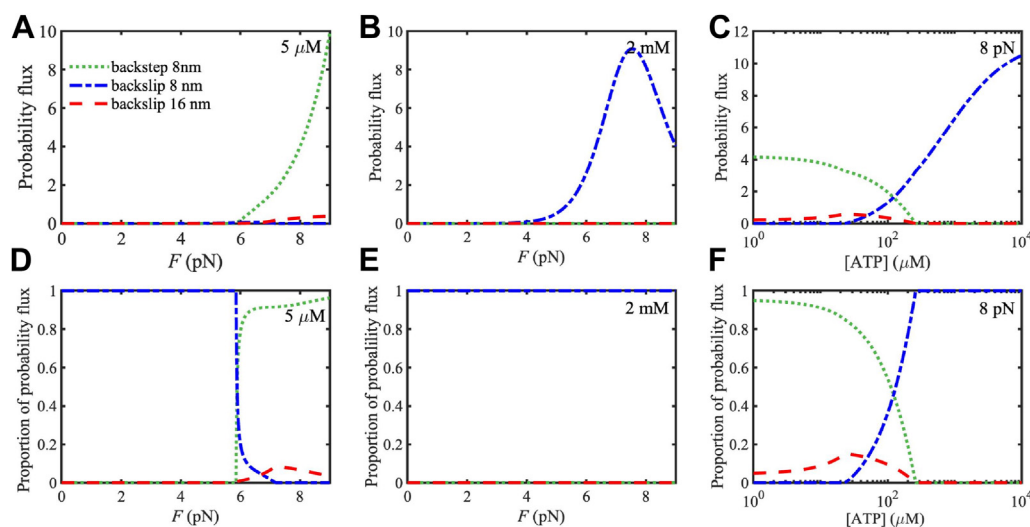 A
B
C
Probability flux
10
8
6
4
2
0
5 μM
backstep 8nm
backslip 8 nm
backslip 16 nm
0 2 4 6 8
F (pN)
Probability flux
10
8
6
4
2
0
2 mM
0 2 4 6 8
F (pN)
Probability flux
12
10
8
6
4
2
0
8 pN
10^0 10^2 10^4
[ATP] (μM)
D
E
F
Proportion of probability flux
1
0.8
0.6
0.4
0.2
0
5 μM
0 2 4 6 8
F (pN)
Proportion of probalility flux
1
0.8
0.6
0.4
0.2
0
2 mM
0 2 4 6 8
F (pN)
Proportion of probability flux
1
0.8
0.6
0.4
0.2
0
8 pN
10^0 10^2 10^4
[ATP] (μM)